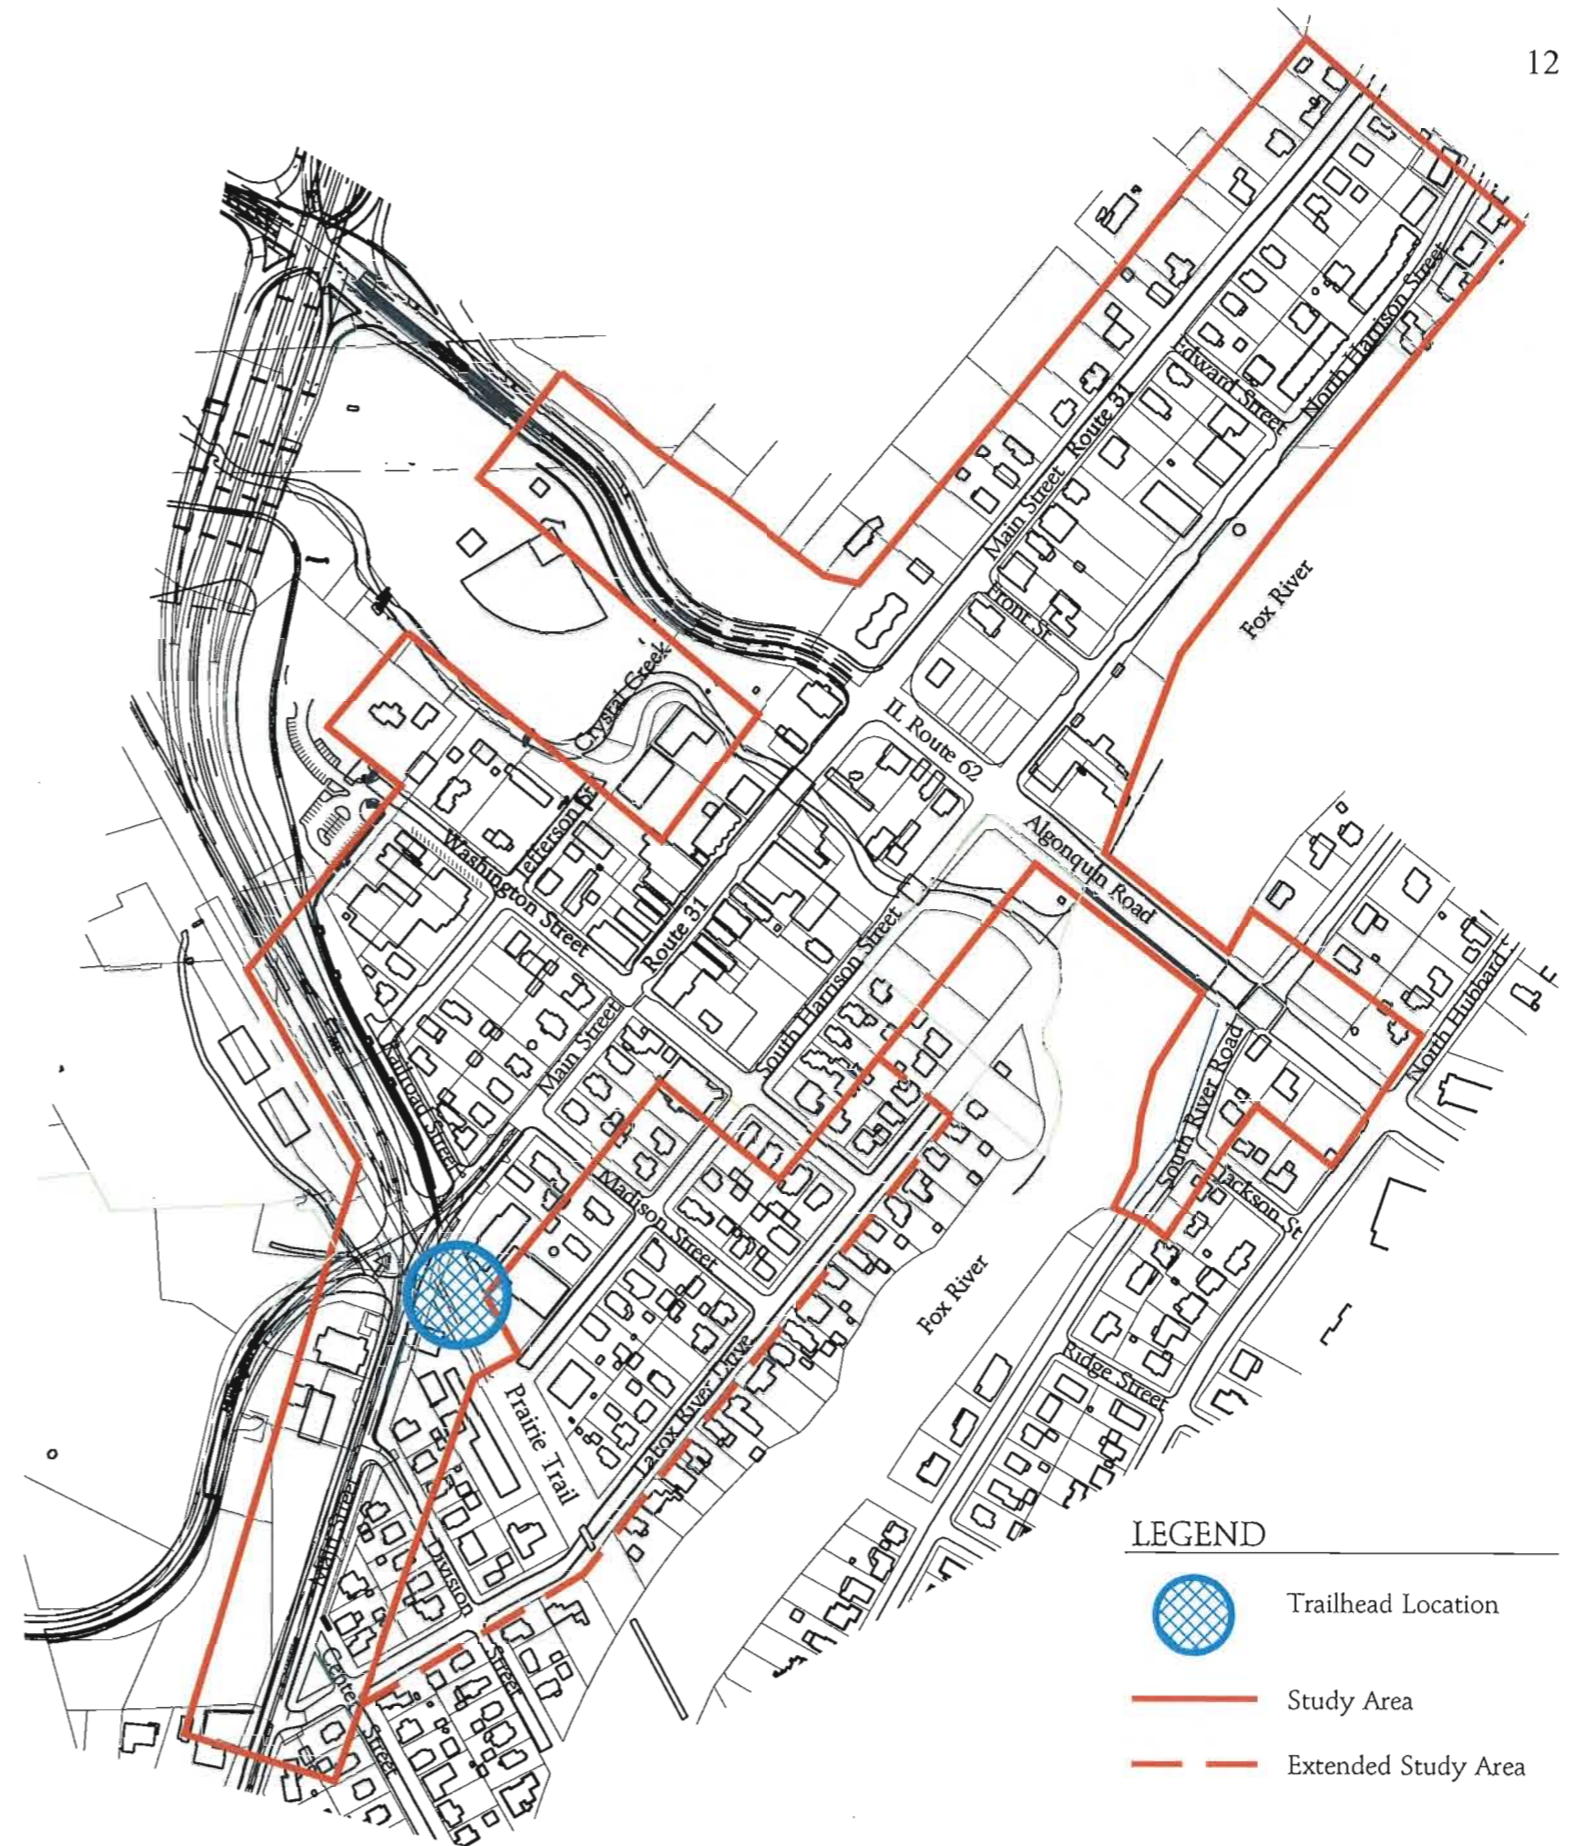 12
North Harrison Street
Edward Street
Main Street Route 31
Fox River
Front St
Crystal Creek
IL Route 62
Jefferson St
Algonquin Road
Washington Street
Route 31
South Harrison Street
North Hubbard
Main Street
Railroad Street
South River Road
Jackson St
Madison Street
Fox River
Ridge Street
Prairie Trail
LaFox River Drive
Main Street
Division
Street
Center
Street
LEGEND
Trailhead Location
Study Area
Extended Study Area